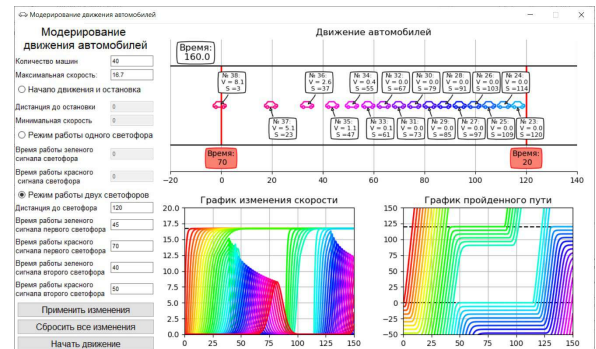 Модерирование движения автомобилей
Модерирование
движения автомобилей
Количество машин 40
Максимальная скорость: 16.7
Начало движения и остановка
Дистанция до остановки 0
Минимальная скорость 0
Режим работы одного светофора
Время работы зеленого
сигнала светофора 0
Время работы красного
сигнала светофора 0
Режим работы двух светофоров
Дистанция до светофора 120
Время работы зеленого
сигнала первого светофора 45
Время работы красного
сигнала первого светофора 70
Время работы зеленого
сигнала второго светофора 40
Время работы красного
сигнала второго светофора 50
Применить изменения
Сбросить все изменения
Начать движение
Движение автомобилей
Время:
160.0
№ 38:
V = 8.1
S =3
№ 36:
V = 2.6
S =37
№ 34:
V = 0.4
S =55
№ 32:
V = 0.0
S =67
№ 30
V = 0.0
S =79
№ 28:
V = 0.0
S =91
№ 26:
V = 0.0
S =103
№ 24:
V = 0.0
S =114
№ 37:
V = 5.1
S =23
№ 35:
V = 1.1
S =47
№ 33:
V = 0.1
S =61
№ 31:
V = 0.0
S =73
№ 29:
V = 0.0
S =85
№ 27:
V = 0.0
S =97
№ 25:
V = 0.0
S =109
№ 23:
V = 0.0
S =120
Время:
70
Время:
20
−20 0 20 40 60 80 100 120 140
График изменения скорости
20.0
17.5
15.0
12.5
10.0
7.5
5.0
2.5
0.0
0 25 50 75 100 125 150
График пройденного пути
150
125
100
75
50
25
0
−25
−50
0 25 50 75 100 125 150